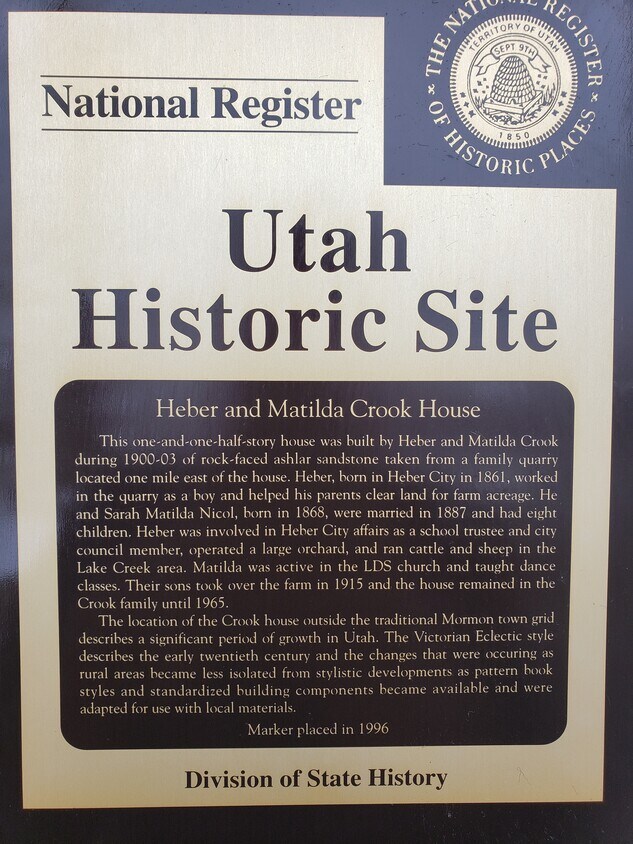 THE NATIONAL REGISTER
OF HISTORIC PLACES
TERRITORY OF UTAH
SEPT 9TH
1850
National Register
Utah
Historic Site
Heber and Matilda Crook House
This one-and-one-half-story house was built by Heber and Matilda Crook
during 1900-03 of rock-faced ashlar sandstone taken from a family quarry
located one mile east of the house. Heber, born in Heber City in 1861, worked
in the quarry as a boy and helped his parents clear land for farm acreage. He
and Sarah Matilda Nicol, born in 1868, were married in 1887 and had eight
children. Heber was involved in Heber City affairs as a school trustee and city
council member, operated a large orchard, and ran cattle and sheep in the
Lake Creek area. Matilda was active in the LDS church and taught dance
classes. Their sons took over the farm in 1915 and the house remained in the
Crook family until 1965.
The location of the Crook house outside the traditional Mormon town grid
describes a significant period of growth in Utah. The Victorian Eclectic style
describes the early twentieth century and the changes that were occuring as
rural areas became less isolated from stylistic developments as pattern book
styles and standardized building components became available and were
adapted for use with local materials.
Marker placed in 1996
Division of State History